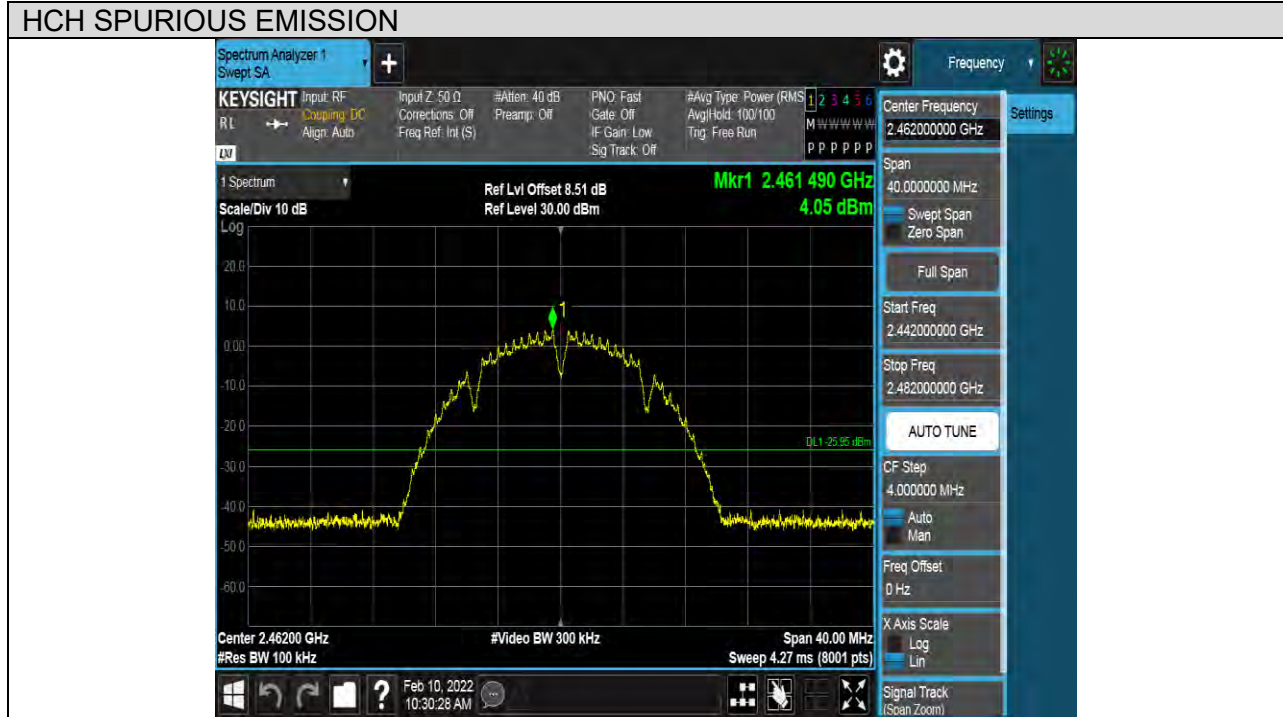 HCH SPURIOUS EMISSION
Spectrum Analyzer 1
Swept SA
+
Frequency
KEYSIGHT
RL
LXI
Input: RF
Coupling: DC
Align: Auto
Input Z: 50 Ω
Corrections: Off
Freq Ref: Int (S)
#Atten: 40 dB
Preamp: Off
PNO: Fast
Gate: Off
IF Gain: Low
Sig Track: Off
#Avg Type: Power (RMS
Avg|Hold: 100/100
Trig: Free Run
1 2 3 4 5 6
M W W W W W
P P P P P P
1 Spectrum
Scale/Div 10 dB
Ref Lvl Offset 8.51 dB
Ref Level 30.00 dBm
Mkr1 2.461 490 GHz
4.05 dBm
Log
20.0
10.0
0.00
-10.0
-20.0
-30.0
-40.0
-50.0
-60.0
1
DL1 -25.95 dBm
Center 2.46200 GHz
#Res BW 100 kHz
#Video BW 300 kHz
Span 40.00 MHz
Sweep 4.27 ms (8001 pts)
Feb 10, 2022
10:30:28 AM
?
Center Frequency
2.462000000 GHz
Settings
Span
40.0000000 MHz
Swept Span
Zero Span
Full Span
Start Freq
2.442000000 GHz
Stop Freq
2.482000000 GHz
AUTO TUNE
CF Step
4.000000 MHz
Auto
Man
Freq Offset
0 Hz
X Axis Scale
Log
Lin
Signal Track
(Span Zoom)